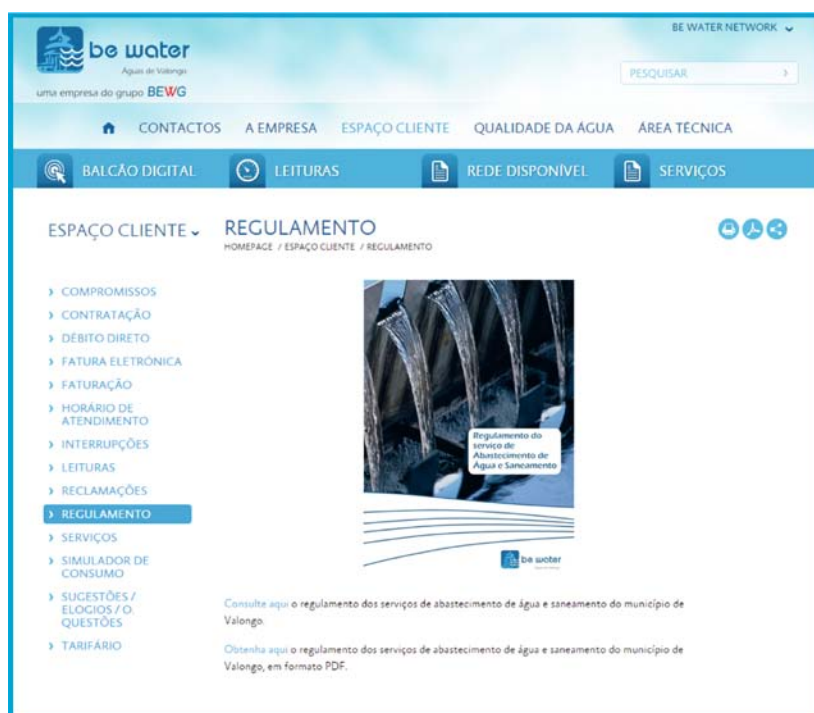 BE WATER NETWORK
be water
Águas de Valongo
uma empresa do grupo BEWG
PESQUISAR
CONTACTOS A EMPRESA ESPAÇO CLIENTE QUALIDADE DA ÁGUA ÁREA TÉCNICA
BALCÃO DIGITAL LEITURAS REDE DISPONÍVEL SERVIÇOS
ESPAÇO CLIENTE
REGULAMENTO
HOMEPAGE / ESPAÇO CLIENTE / REGULAMENTO
COMPROMISSOS
CONTRATAÇÃO
DÉBITO DIRETO
FATURA ELETRÓNICA
FATURAÇÃO
HORÁRIO DE
ATENDIMENTO
INTERRUPÇÕES
LEITURAS
RECLAMAÇÕES
REGULAMENTO
SERVIÇOS
SIMULADOR DE
CONSUMO
SUGESTÕES /
ELOGIOS / O.
QUESTÕES
TARIFÁRIO
Regulamento do
serviço de
Abastecimento de
Água e Saneamento
be water
Consulte aqui o regulamento dos serviços de abastecimento de água e saneamento do município de
Valongo.
Obtenha aqui o regulamento dos serviços de abastecimento de água e saneamento do município de
Valongo, em formato PDF.